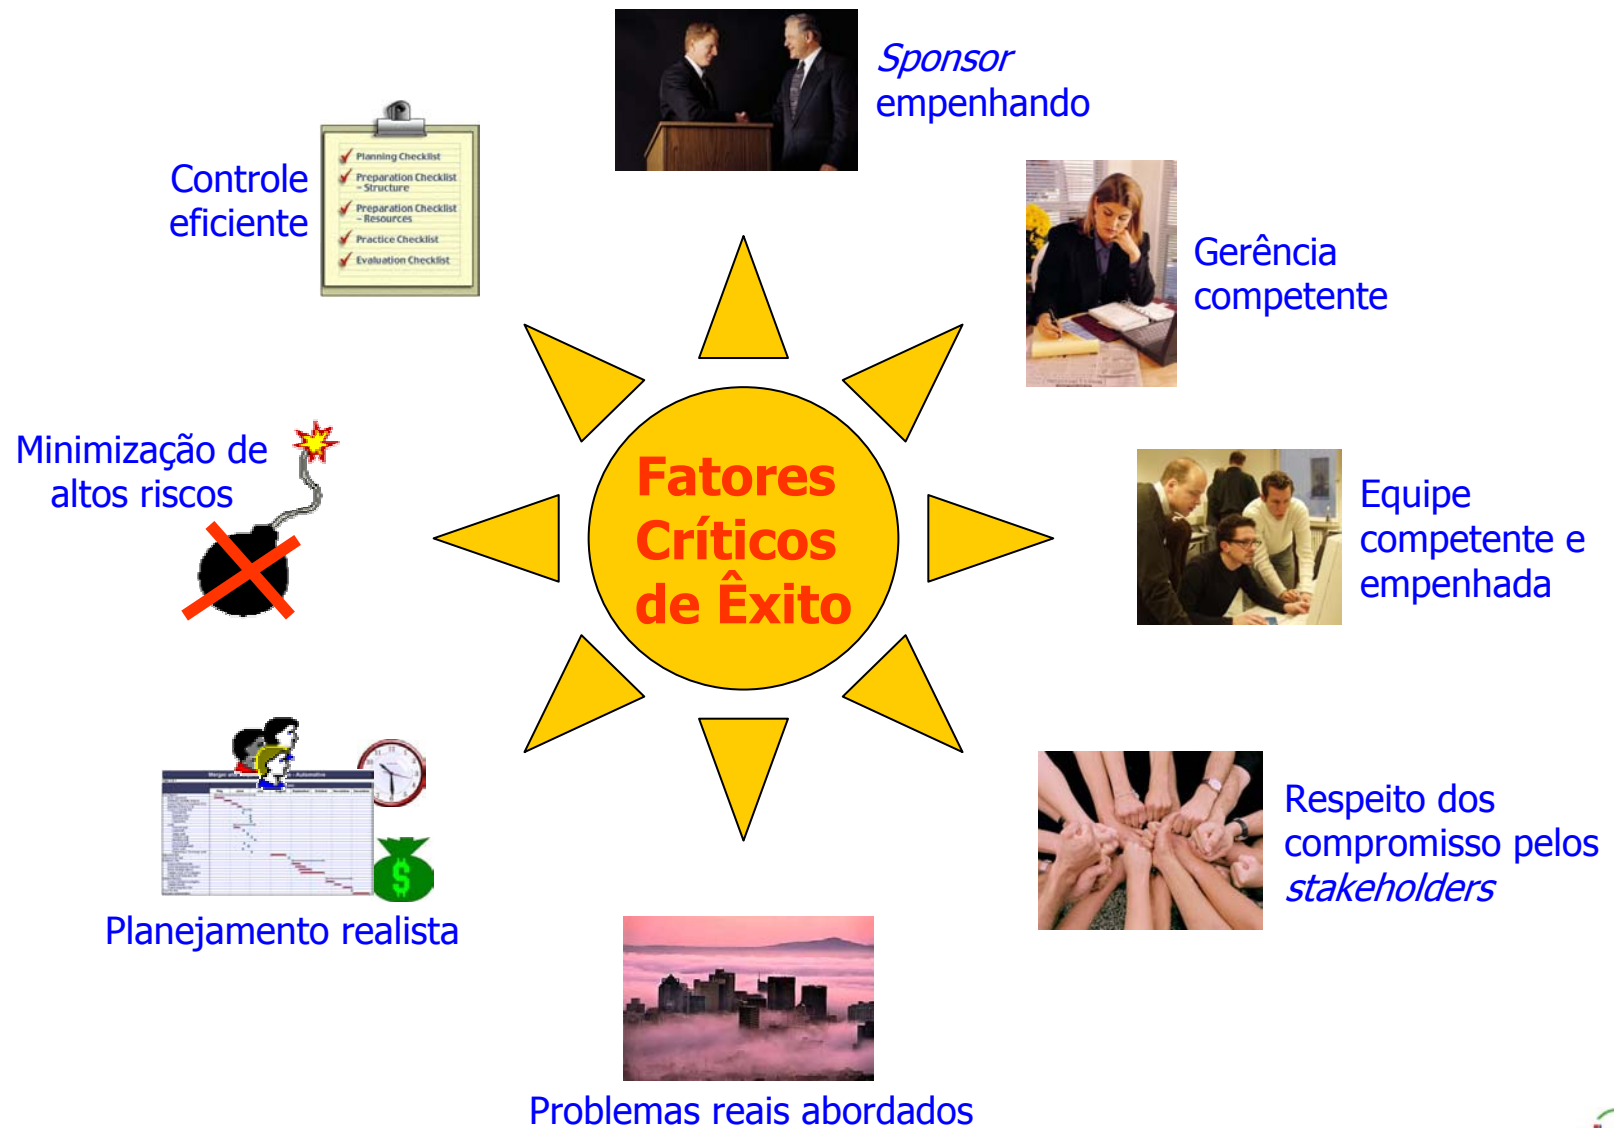 Sponsor
empenhando
Controle
eficiente
Planning Checklist
Preparation Checklist
– Structure
Preparation Checklist
– Resources
Practice Checklist
Evaluation Checklist
Gerência
competente
Minimização de
altos riscos
Fatores
Críticos
de Êxito
Equipe
competente e
empenhada
Respeito dos
compromisso pelos
stakeholders
$
Planejamento realista
Problemas reais abordados